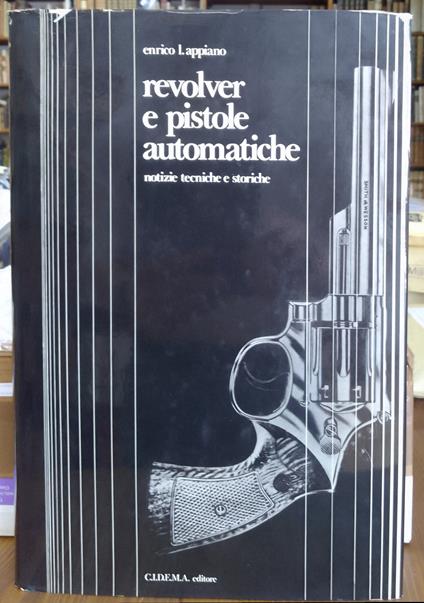 enrico l. appiano
revolver
e pistole
automatiche
notizie tecniche e storiche
SMITH & WESSON
C.I.D.E.M.A. editore